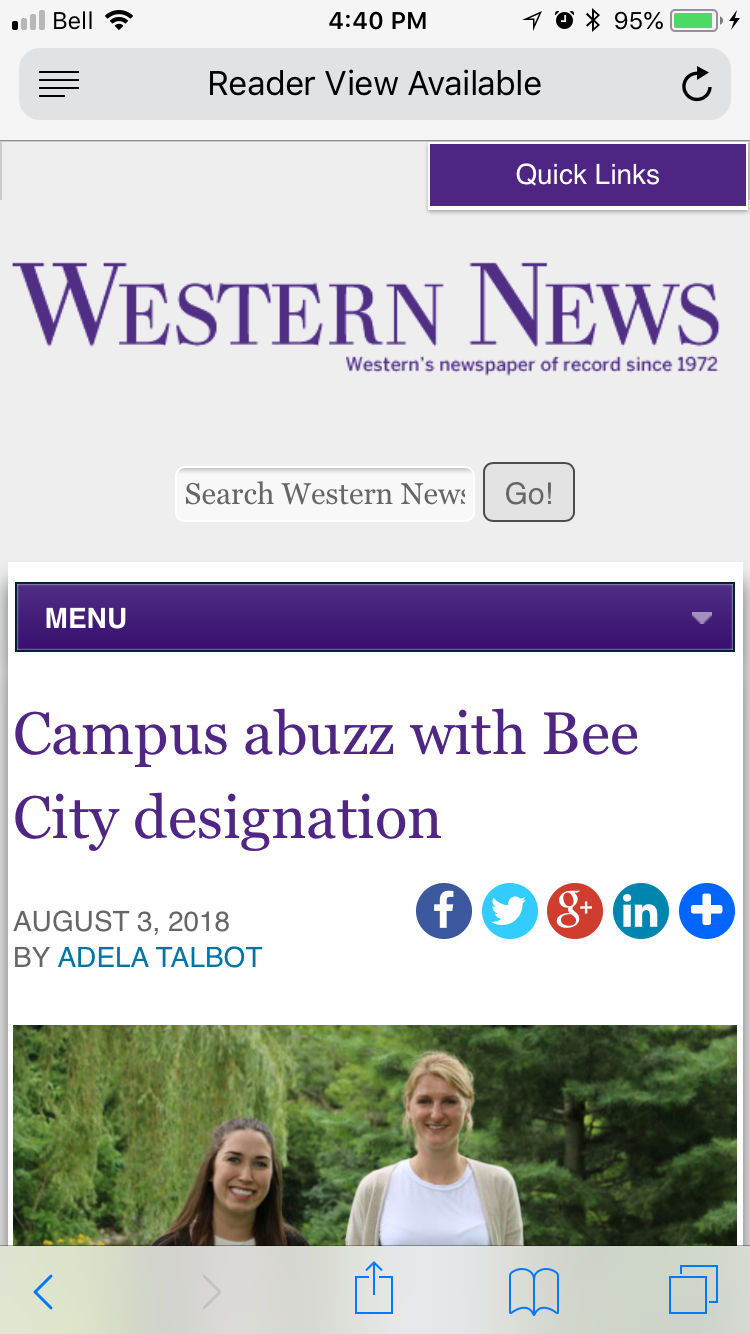 Bell 4:40 PM 95%
Reader View Available
Quick Links
WESTERN NEWS
Western's newspaper of record since 1972
Search Western News Go!
MENU
Campus abuzz with Bee
City designation
AUGUST 3, 2018
BY ADELA TALBOT